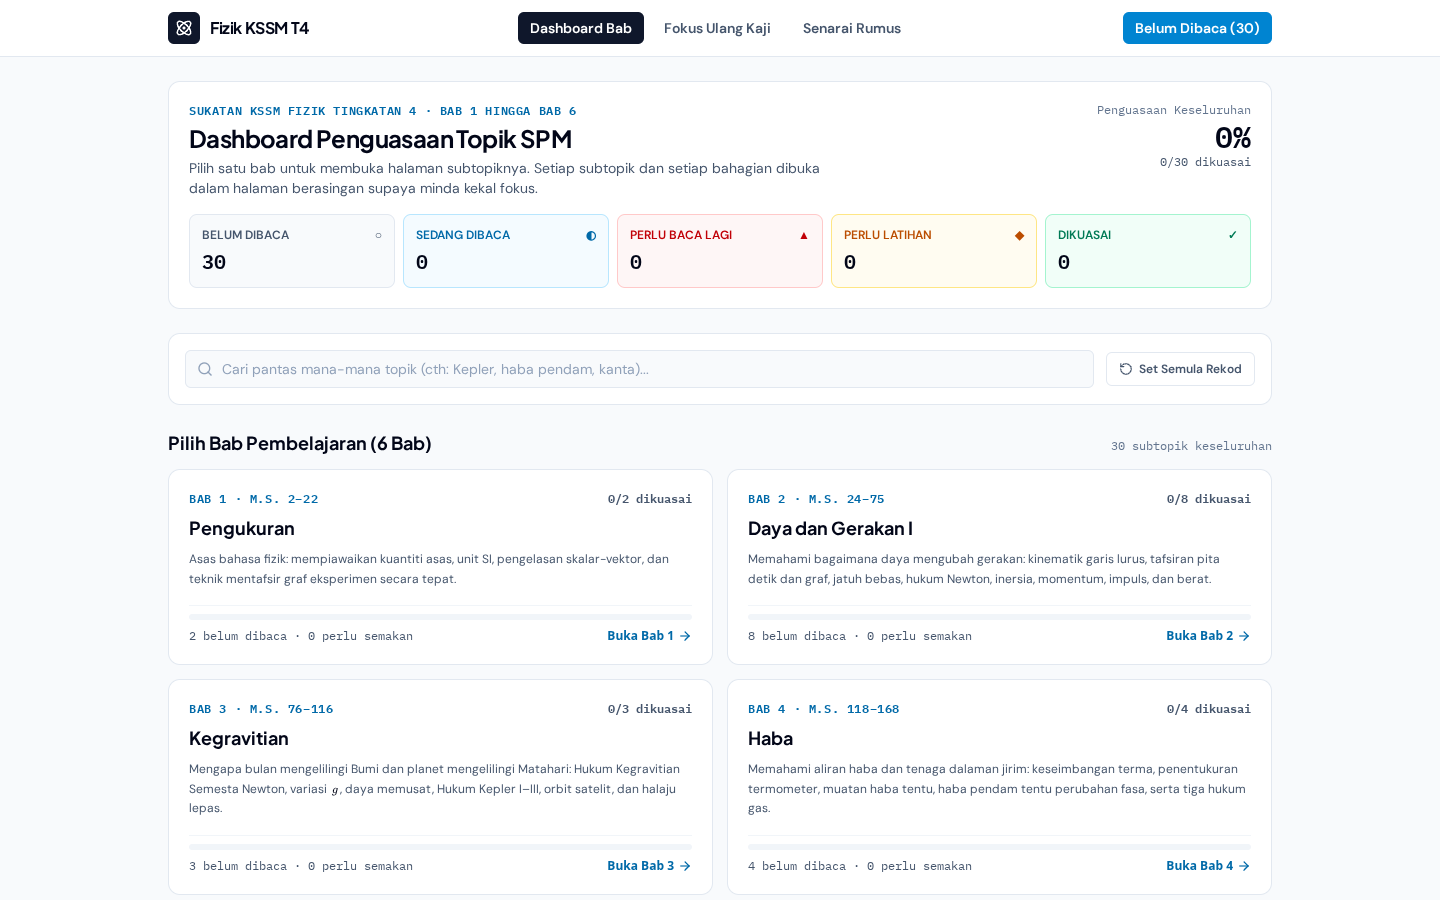 Fizik KSSM T4
Dashboard Bab
Fokus Ulang Kaji
Senarai Rumus
Belum Dibaca (30)
SUKATAN KSSM FIZIK TINGKATAN 4 · BAB 1 HINGGA BAB 6
Dashboard Penguasaan Topik SPM
Pilih satu bab untuk membuka halaman subtopiknya. Setiap subtopik dan setiap bahagian dibuka
dalam halaman berasingan supaya minda kekal fokus.
Penguasaan Keseluruhan
0%
0/30 dikuasai
BELUM DIBACA ○
30
SEDANG DIBACA ◐
0
PERLU BACA LAGI ▲
0
PERLU LATIHAN ◆
0
DIKUASAI ✓
0
Cari pantas mana-mana topik (cth: Kepler, haba pendam, kanta)...
Set Semula Rekod
Pilih Bab Pembelajaran (6 Bab)
30 subtopik keseluruhan
BAB 1 · M.S. 2–22
0/2 dikuasai
Pengukuran
Asas bahasa fizik: mempiawaikan kuantiti asas, unit SI, pengelasan skalar-vektor, dan
teknik mentafsir graf eksperimen secara tepat.
2 belum dibaca · 0 perlu semakan
Buka Bab 1 →
BAB 2 · M.S. 24–75
0/8 dikuasai
Daya dan Gerakan I
Memahami bagaimana daya mengubah gerakan: kinematik garis lurus, tafsiran pita
detik dan graf, jatuh bebas, hukum Newton, inersia, momentum, impuls, dan berat.
8 belum dibaca · 0 perlu semakan
Buka Bab 2 →
BAB 3 · M.S. 76–116
0/3 dikuasai
Kegravitian
Mengapa bulan mengelilingi Bumi dan planet mengelilingi Matahari: Hukum Kegravitian
Semesta Newton, variasi g, daya memusat, Hukum Kepler I–III, orbit satelit, dan halaju
lepas.
3 belum dibaca · 0 perlu semakan
Buka Bab 3 →
BAB 4 · M.S. 118–168
0/4 dikuasai
Haba
Memahami aliran haba dan tenaga dalaman jirim: keseimbangan terma, penentukuran
termometer, muatan haba tentu, haba pendam tentu perubahan fasa, serta tiga hukum
gas.
4 belum dibaca · 0 perlu semakan
Buka Bab 4 →